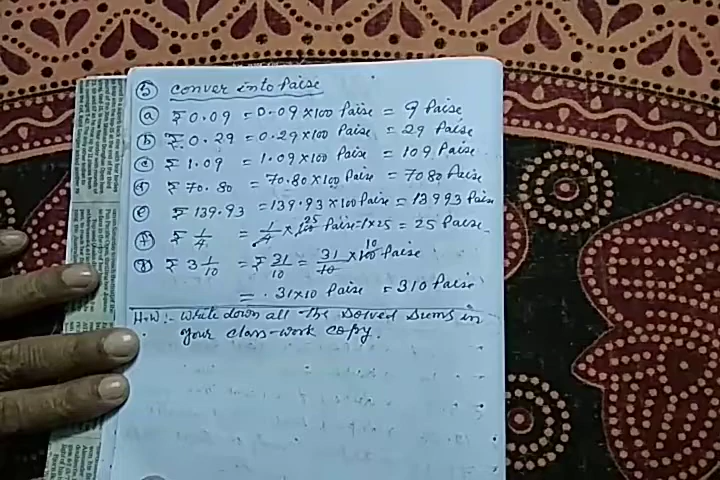 (5) conver into Paise
(a) ₹ 0.09 = 0.09 × 100 Paise = 9 Paise
(b) ₹ 0.29 = 0.29 × 100 Paise = 29 Paise
(c) ₹ 1.09 = 1.09 × 100 Paise = 109 Paise
(d) ₹ 70.80 = 70.80 × 100 Paise = 7080 Paise
(e) ₹ 139.93 = 139.93 × 100 Paise = 13993 Paise
(f) ₹ 1/4 = 1/4 × 100 25 Paise = 1×25 = 25 Paise
(g) ₹ 3 1/10 = ₹ 31/10 = 31/10 × 100 10 Paise
= 31×10 Paise = 310 Paise
H.W:- Write down all the solved sums in
your class-work copy.